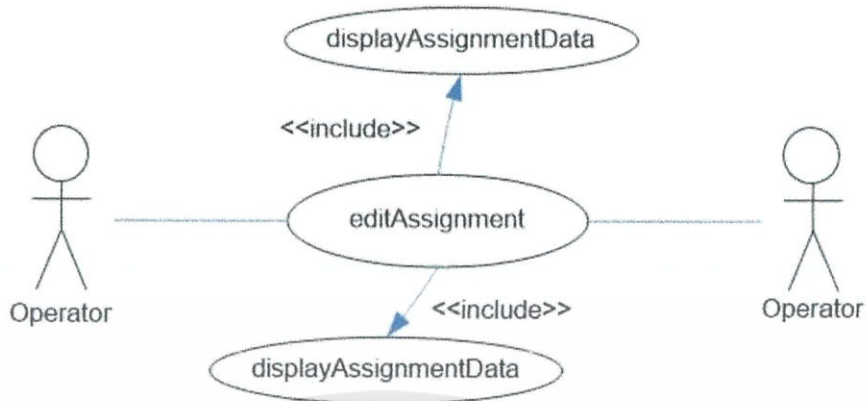 displayAssignmentData
<<include>>
editAssignment
Operator
Operator
<<include>>
displayAssignmentData